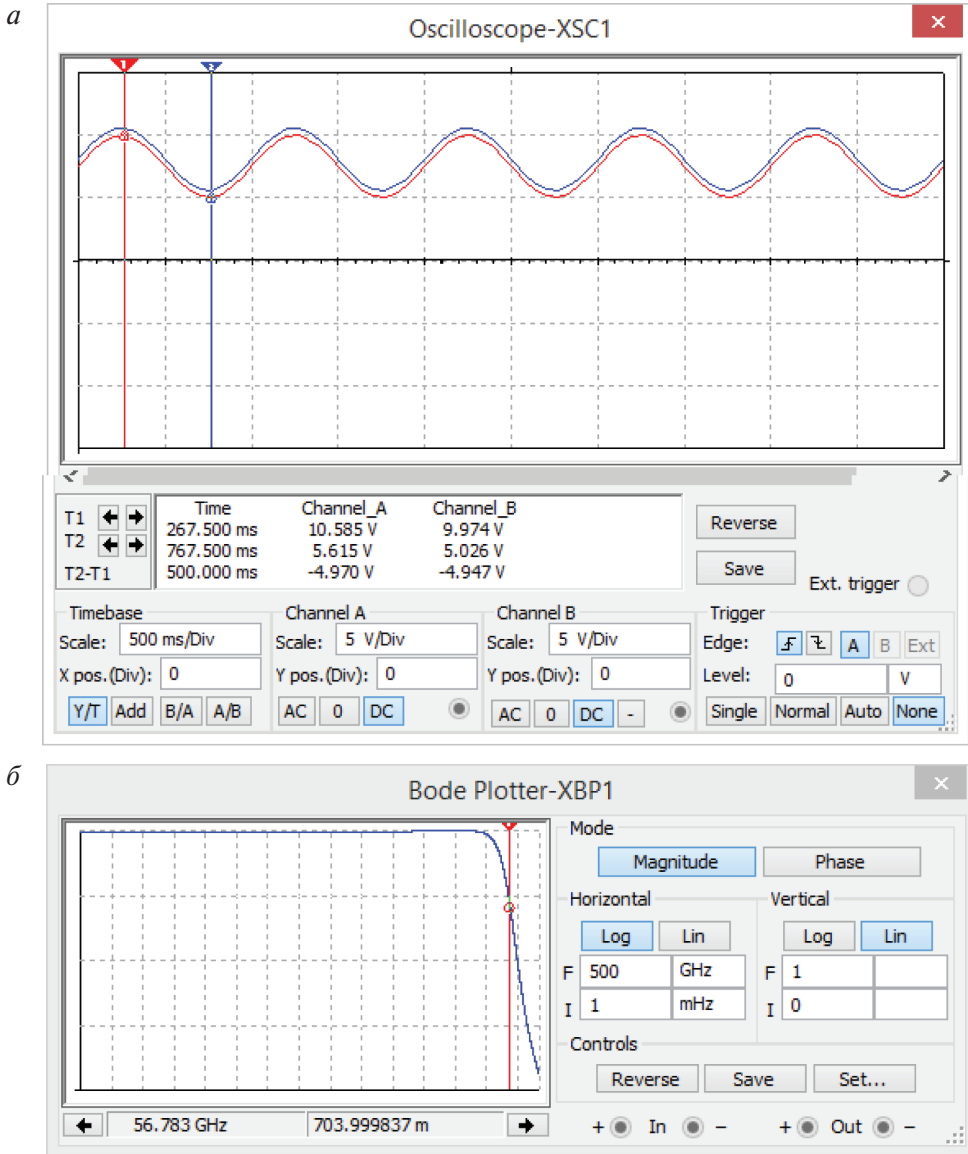 а
Oscilloscope-XSC1
1 2
T1
T2
T2-T1
Time Channel_A Channel_B
267.500 ms 10.585 V 9.974 V
767.500 ms 5.615 V 5.026 V
500.000 ms -4.970 V -4.947 V
Reverse
Save
Ext. trigger
Timebase
Scale: 500 ms/Div
X pos.(Div): 0
Y/T Add B/A A/B
Channel A
Scale: 5 V/Div
Y pos.(Div): 0
AC 0 DC
Channel B
Scale: 5 V/Div
Y pos.(Div): 0
AC 0 DC -
Trigger
Edge: A B Ext
Level: 0 V
Single Normal Auto None
б
Bode Plotter-XBP1
Mode
Magnitude Phase
Horizontal
Log Lin
F 500 GHz
I 1 mHz
Vertical
Log Lin
F 1
I 0
Controls
Reverse Save Set...
56.783 GHz 703.999837 m
+ In − + Out −